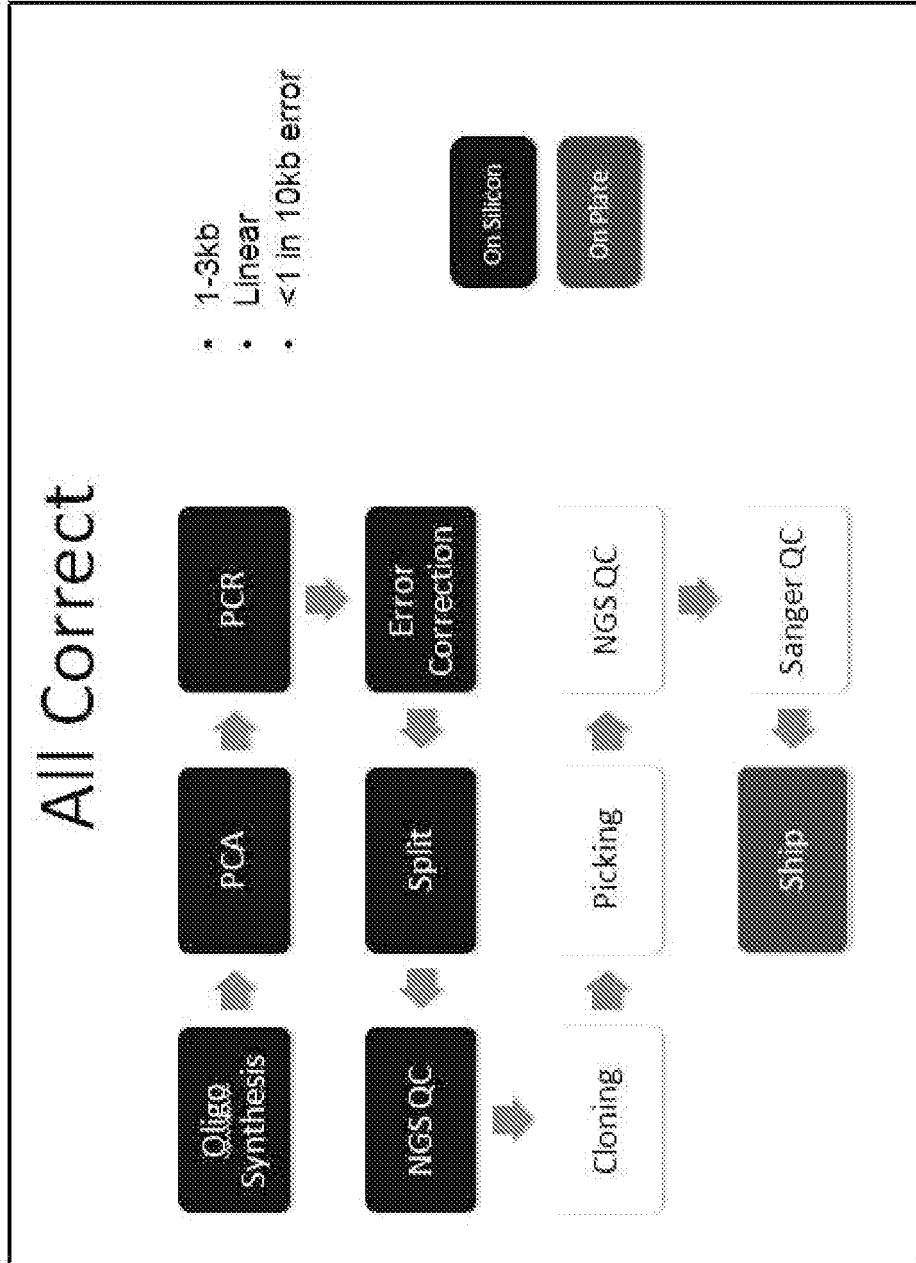 All Correct
Oligo
Synthesis
PCA
PCR
Error
Correction
Split
NGS QC
Cloning
Picking
NGS QC
Sanger QC
Ship
• 1-3kb
• Linear
• <1 in 10kb error
On Silicon
On Plate